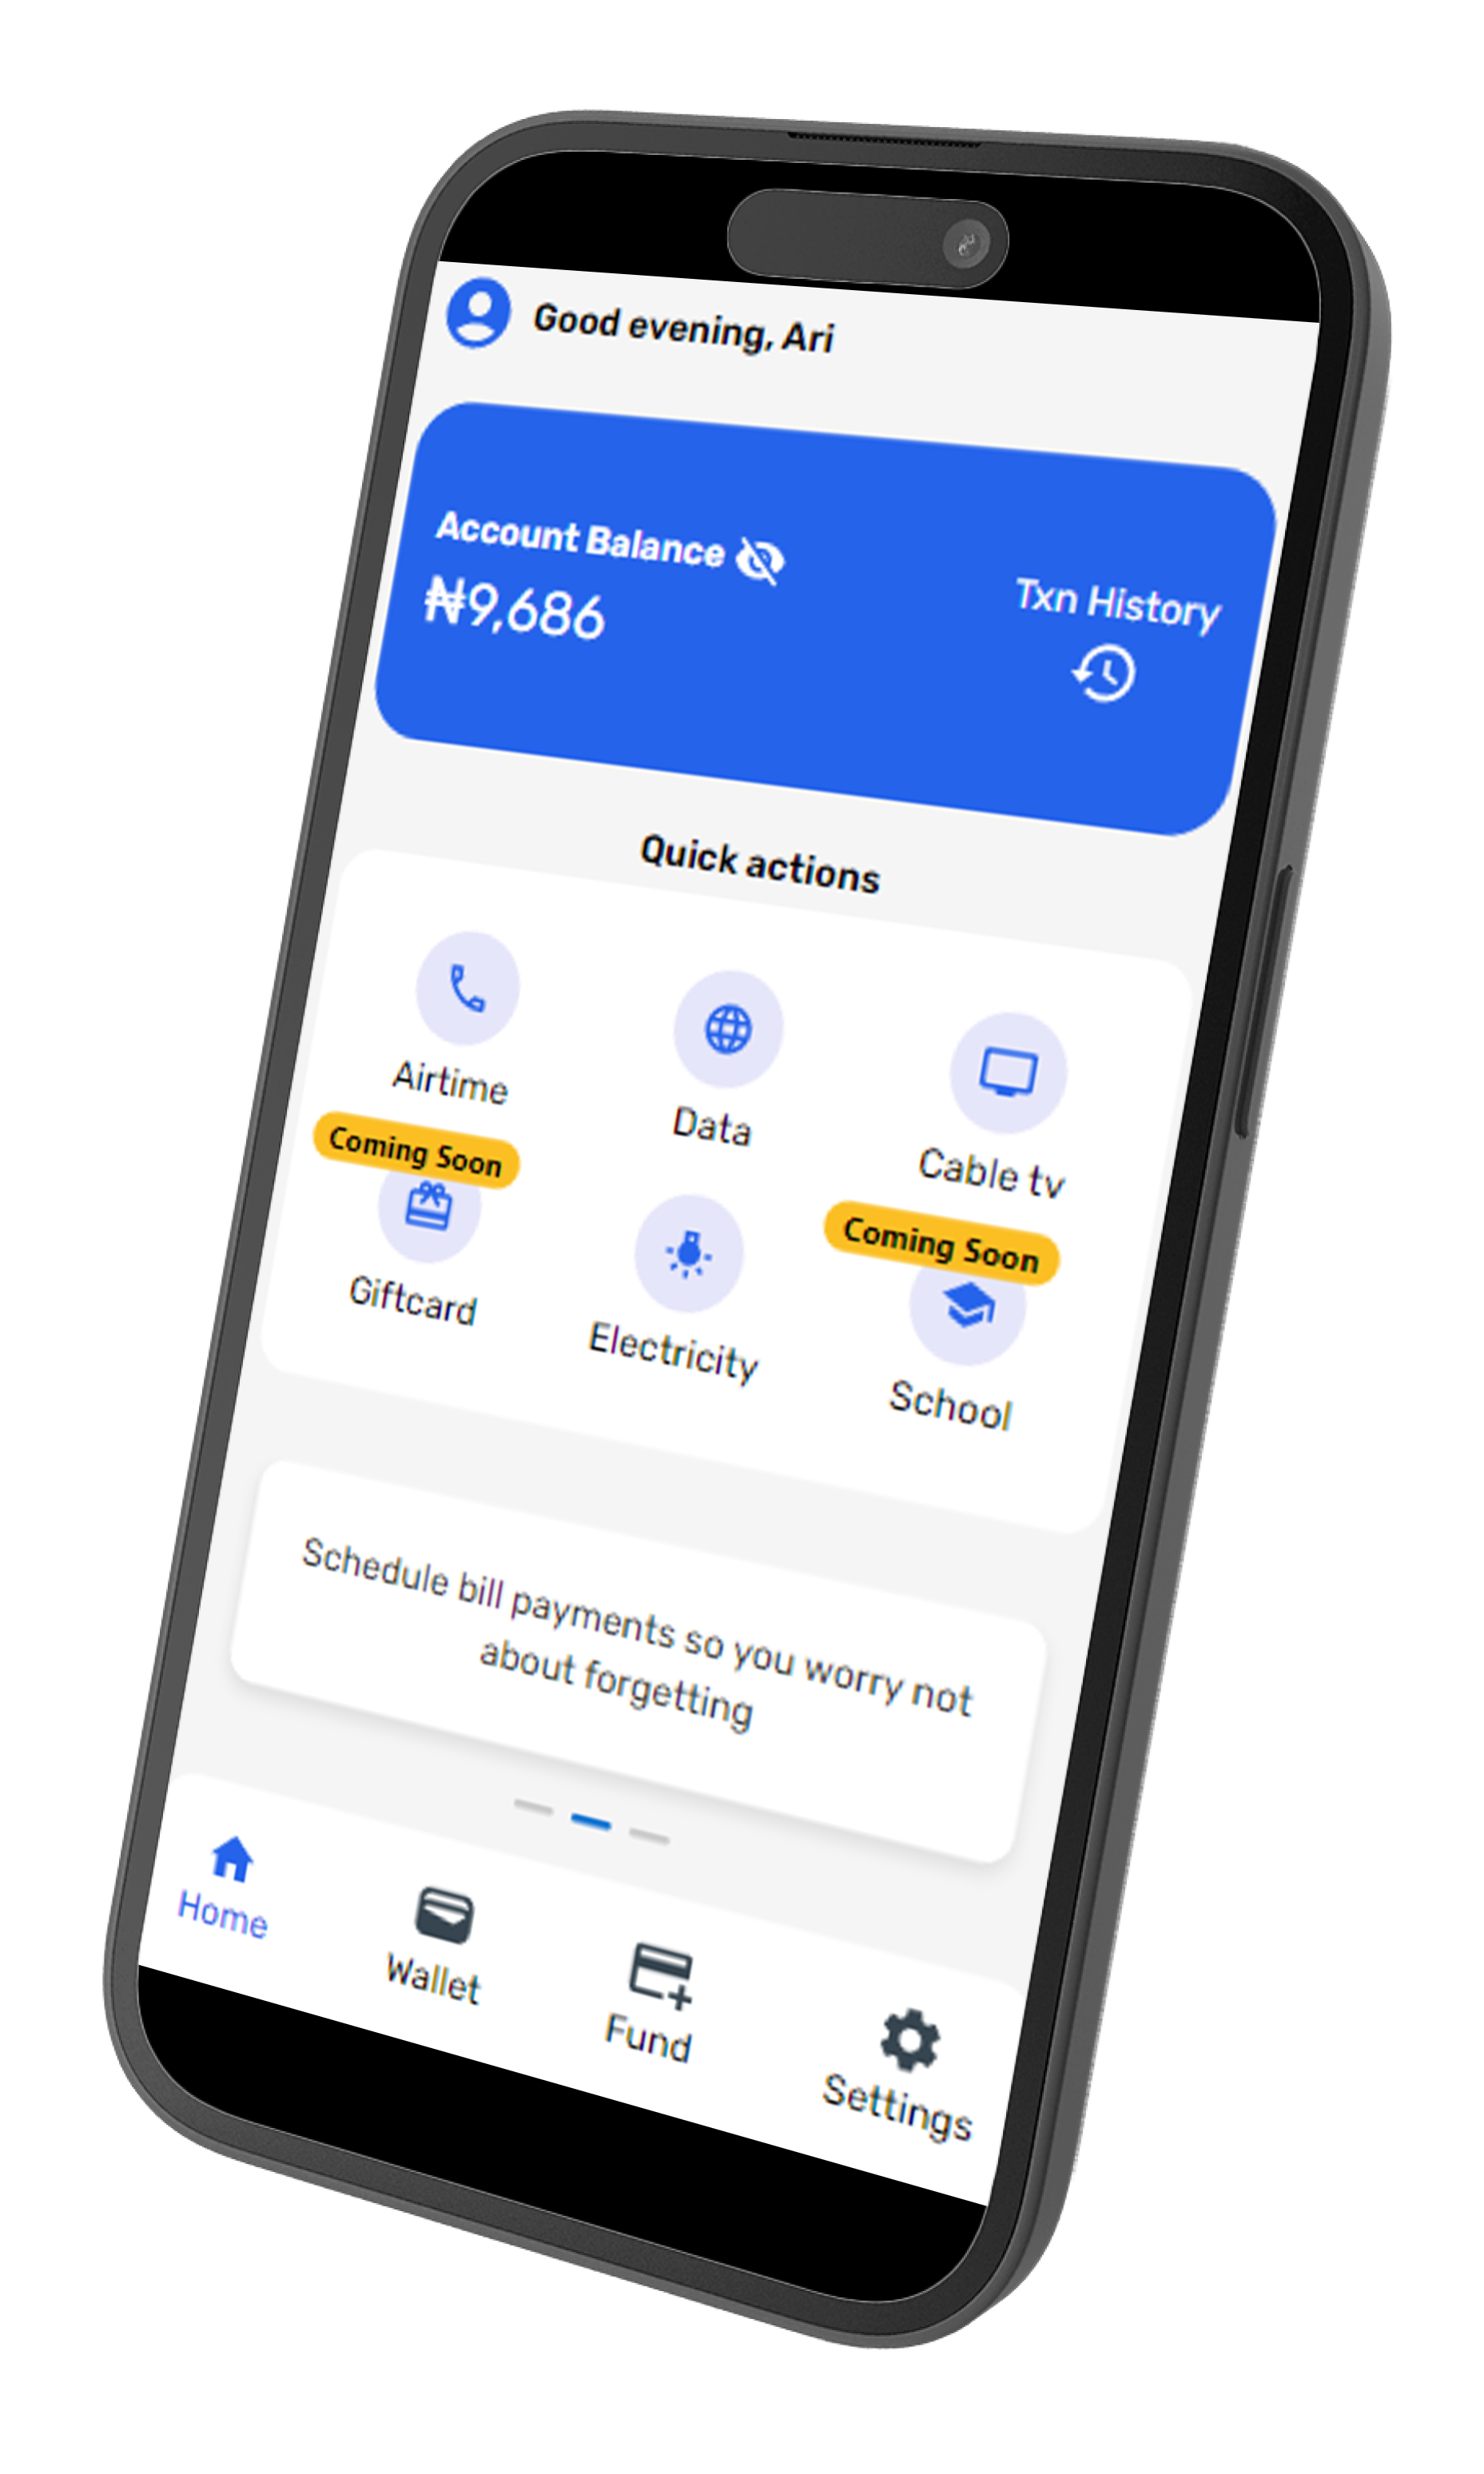 Good evening, Ari
Account Balance
₦9,686
Txn History
Quick actions
Airtime
Data
Cable tv
Coming Soon
Giftcard
Electricity
Coming Soon
School
Schedule bill payments so you worry not
about forgetting
Home
Wallet
Fund
Settings